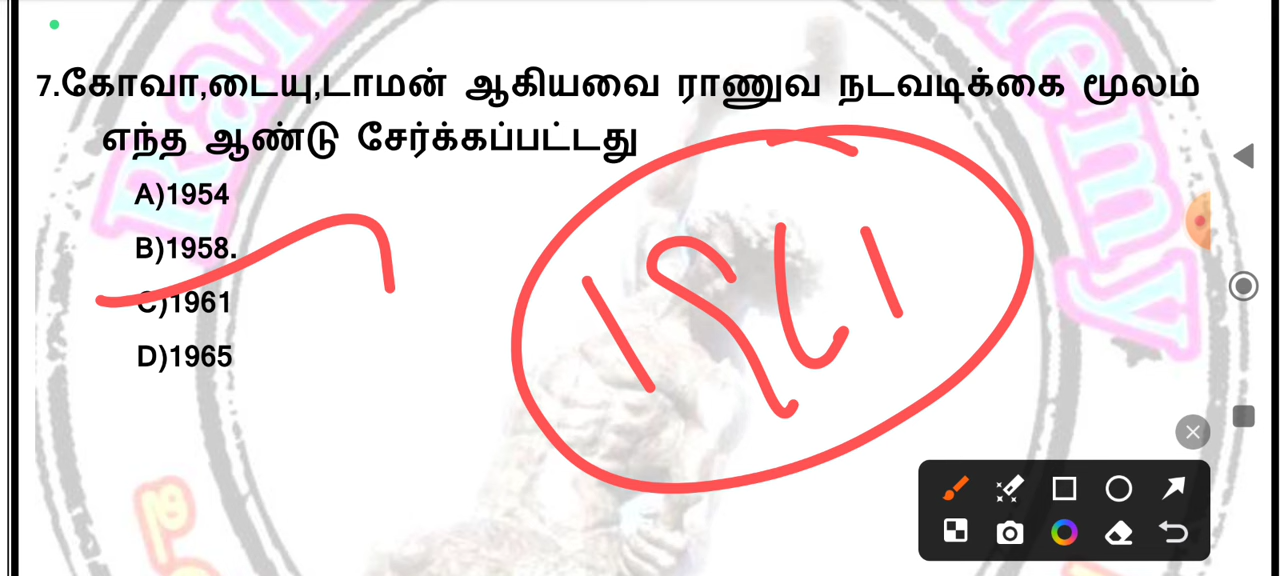 7.கோவா,டையு,டாமன் ஆகியவை ராணுவ நடவடிக்கை மூலம்
எந்த ஆண்டு சேர்க்கப்பட்டது
A)1954
B)1958.
C)1961
D)1965
1961